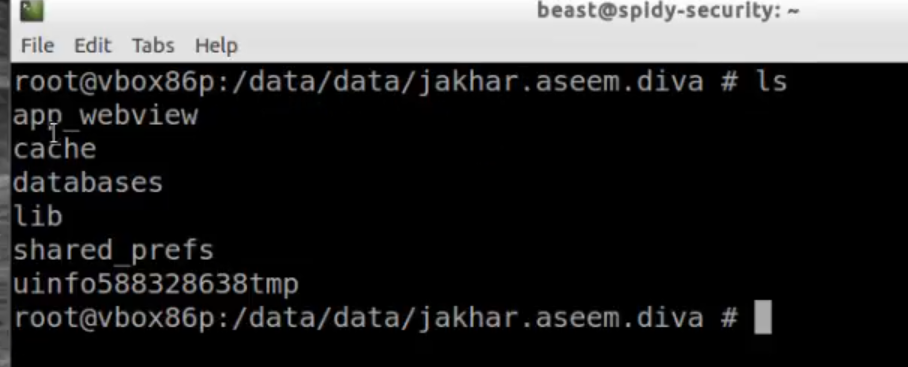 beast@spidy-security: ~
File Edit Tabs Help
root@vbox86p:/data/data/jakhar.aseem.diva # ls
app_webview
cache
databases
lib
shared_prefs
uinfo588328638tmp
root@vbox86p:/data/data/jakhar.aseem.diva #